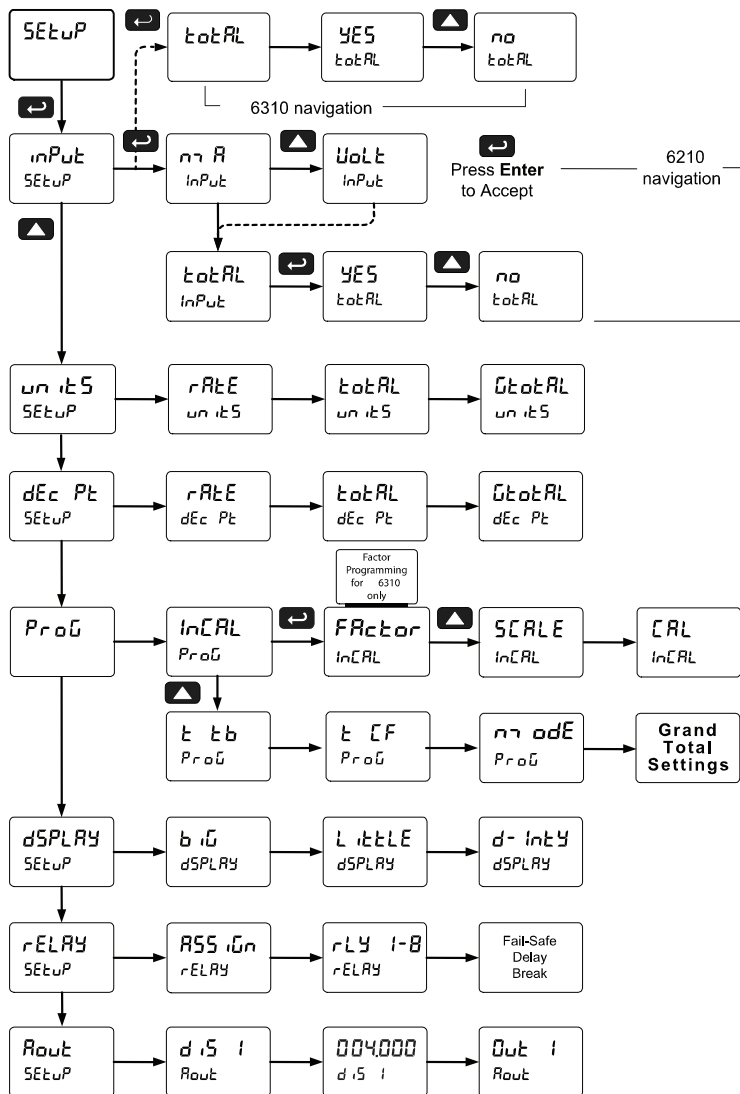 SEtuP
totAL
YES
totAL
no
totAL
6310 navigation
inPut
SEtuP
mA
InPut
VoLt
InPut
Press Enter
to Accept
6210
navigation
totAL
InPut
YES
totAL
no
totAL
unitS
SEtuP
rAtE
unitS
totAL
unitS
GtotAL
unitS
dEc Pt
SEtuP
rAtE
dEc Pt
totAL
dEc Pt
GtotAL
dEc Pt
Factor
Programming
for 6310
only
ProG
InCAL
ProG
FActor
InCAL
SCALE
InCAL
CAL
InCAL
t tb
ProG
t CF
ProG
modE
ProG
Grand
Total
Settings
dSPLAY
SEtuP
biG
dSPLAY
LittLE
dSPLAY
d-IntY
dSPLAY
rELAY
SEtuP
ASSiGn
rELAY
rLY 1-8
rELAY
Fail-Safe
Delay
Break
Aout
SEtuP
diS 1
Aout
004.000
diS 1
Out 1
Aout